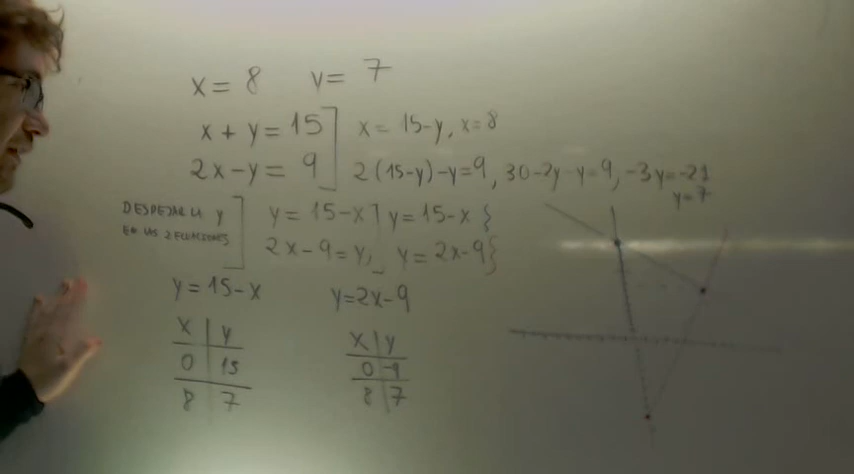 x = 8 y = 7
x + y = 15 ] x = 15-y, x = 8
2x - y = 9 ] 2(15-y)-y=9, 30-2y-y=9, -3y=-21
y=7
DESPEJAR LA y ] y = 15-x ] y = 15-x }
EN LAS 2 ECUACIONES ] 2x-9=y, ] y = 2x-9 }
y = 15-x y=2x-9
x | y x | y
0 | 15 0 | -9
8 | 7 8 | 7